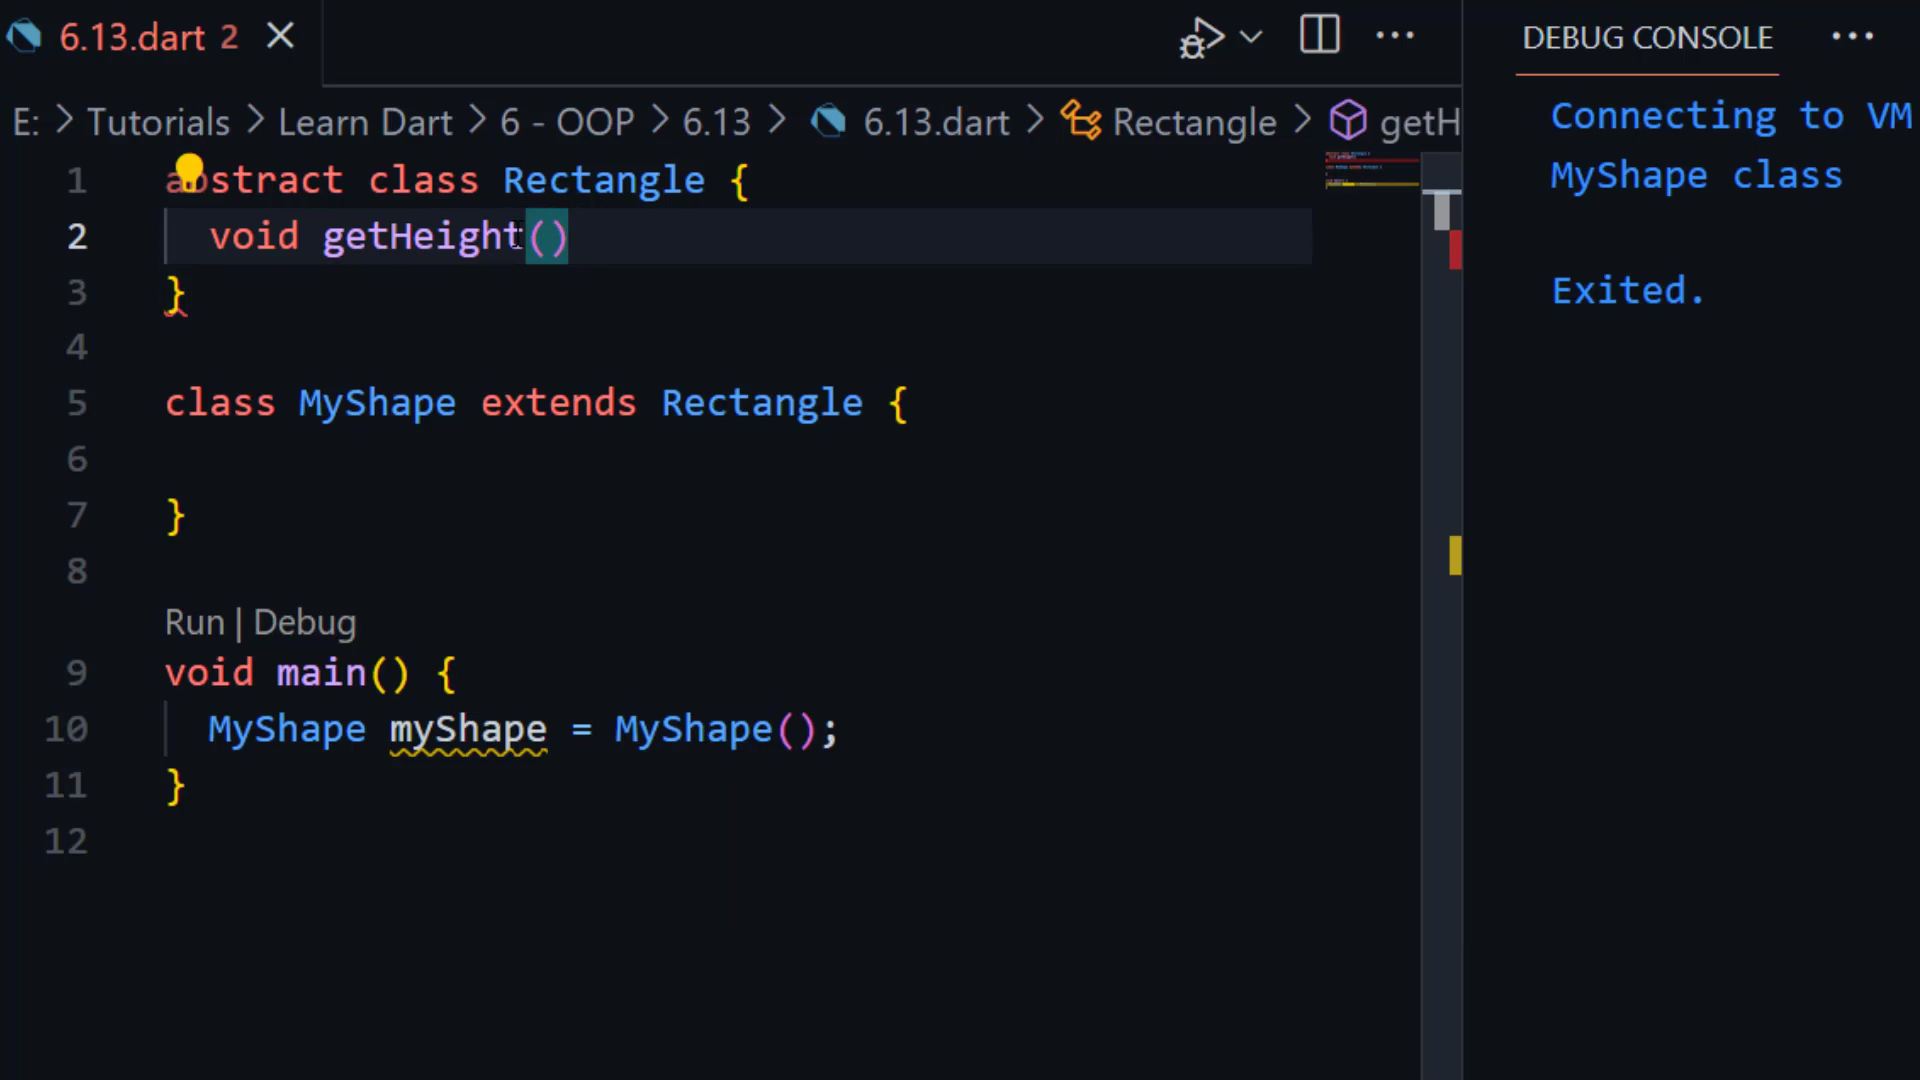 6.13.dart 2
DEBUG CONSOLE
E: > Tutorials > Learn Dart > 6 - OOP > 6.13 > 6.13.dart > Rectangle > getH
Connecting to VM
MyShape class
Exited.
1 abstract class Rectangle {
2 void getHeight()
3 }
4
5 class MyShape extends Rectangle {
6
7 }
8
Run | Debug
9 void main() {
10 MyShape myShape = MyShape();
11 }
12